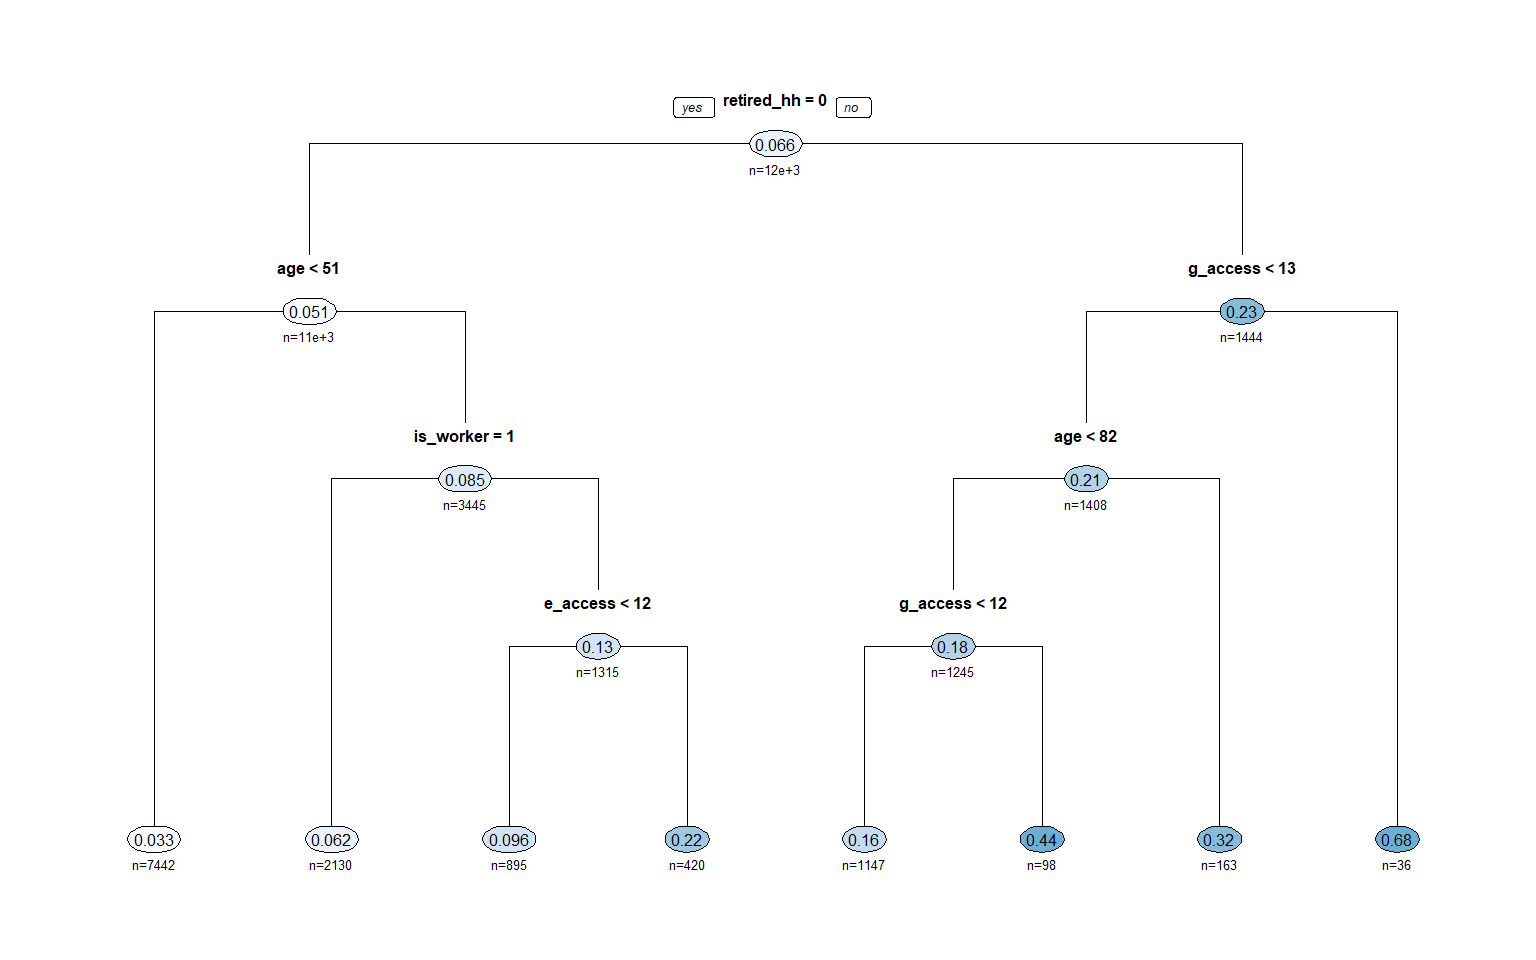 yes retired_hh = 0 no
0.066
n=12e+3
age < 51 g_access < 13
0.051 0.23
n=11e+3 n=1444
is_worker = 1 age < 82
0.085 0.21
n=3445 n=1408
e_access < 12 g_access < 12
0.13 0.18
n=1315 n=1245
0.033 0.062 0.096 0.22 0.16 0.44 0.32 0.68
n=7442 n=2130 n=895 n=420 n=1147 n=98 n=163 n=36